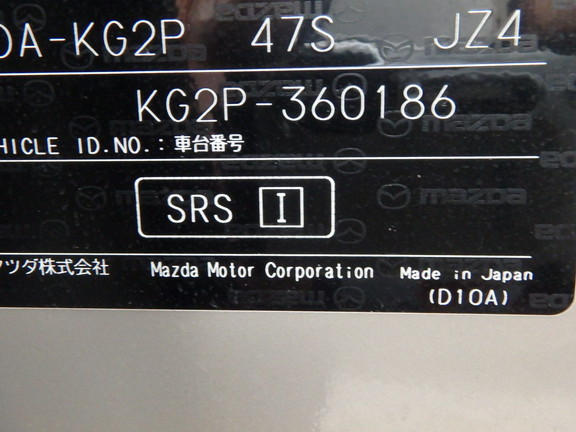 DA-KG2P 47S JZ4
KG2P-360186
HICLE ID.NO.: 車台番号
SRS I
ツダ株式会社 Mazda Motor Corporation Made in Japan
(D10A)